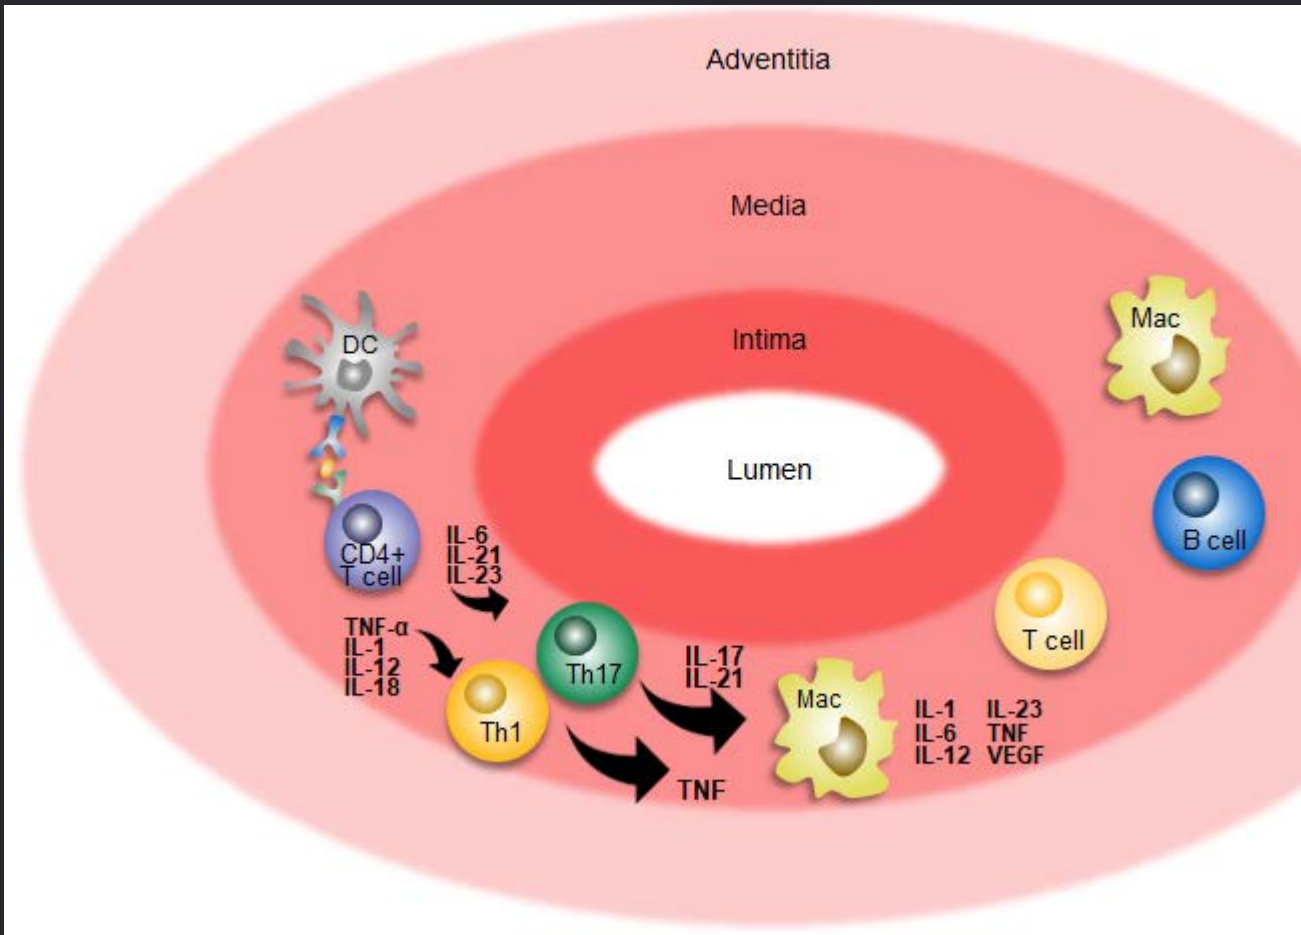 Adventitia
Media
Intima
Lumen
DC
CD4+
T cell
IL-6
IL-21
IL-23
TNF-α
IL-1
IL-12
IL-18
Th17
Th1
IL-17
IL-21
TNF
Mac
IL-1 IL-23
IL-6 TNF
IL-12 VEGF
Mac
B cell
T cell